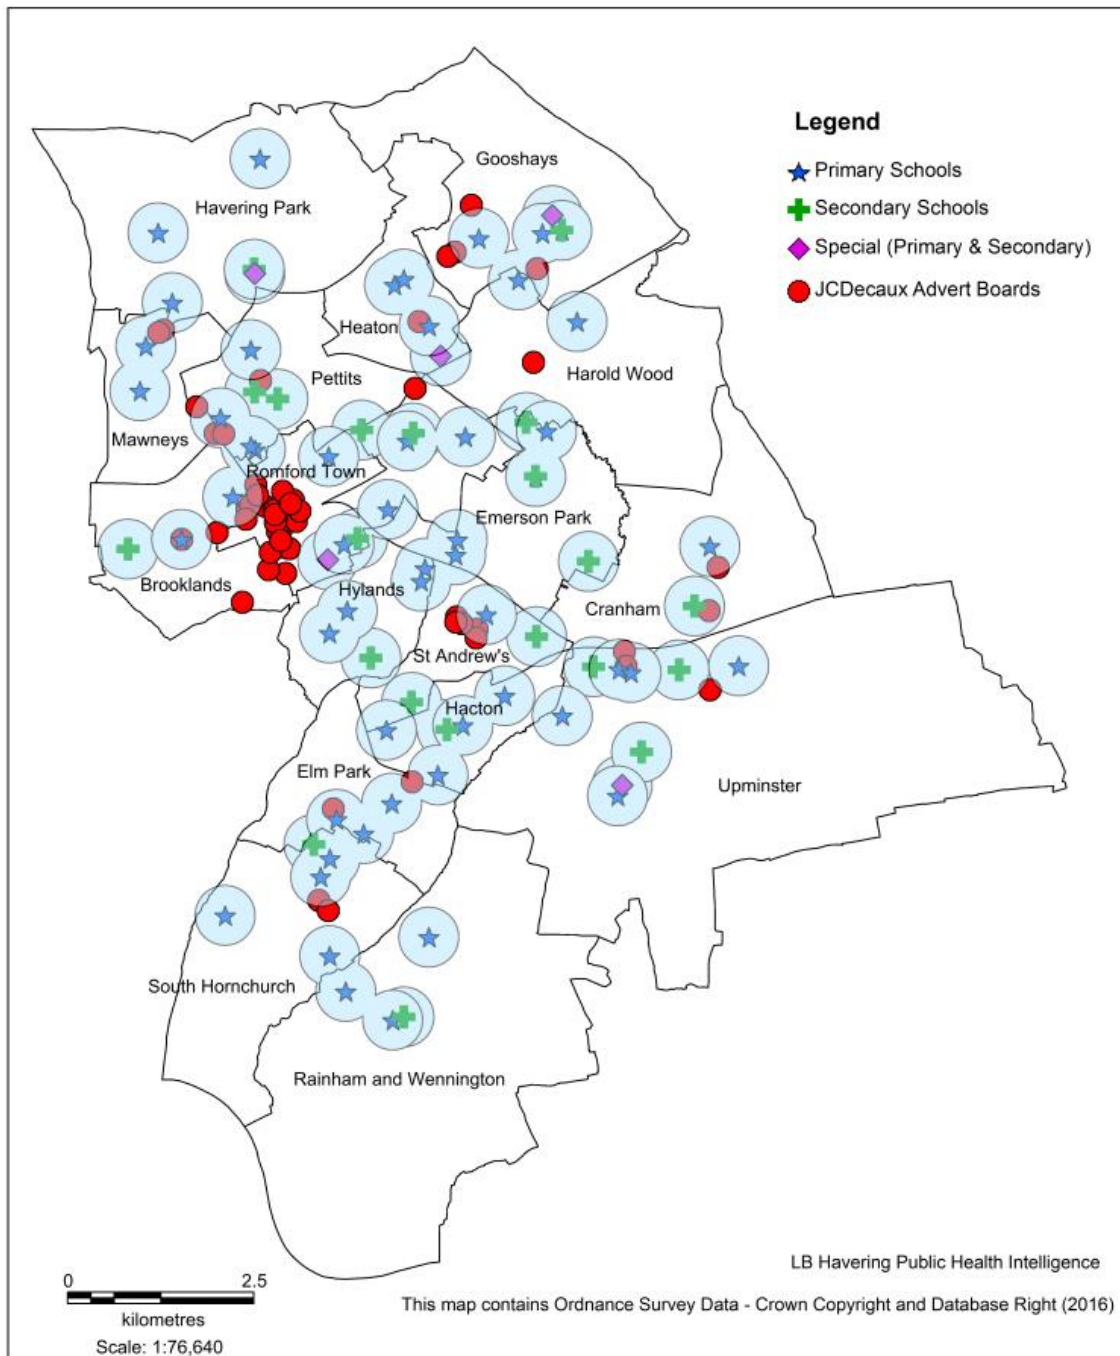 Legend
Primary Schools
Secondary Schools
Special (Primary & Secondary)
JCDecaux Advert Boards
Gooshays
Havering Park
Heaton
Harold Wood
Pettits
Mawneys
Romford Town
Emerson Park
Brooklands
Hylands
Cranham
St Andrew's
Hacton
Elm Park
Upminster
South Hornchurch
Rainham and Wennington
0 2.5
kilometres
Scale: 1:76,640
LB Havering Public Health Intelligence
This map contains Ordnance Survey Data - Crown Copyright and Database Right (2016)